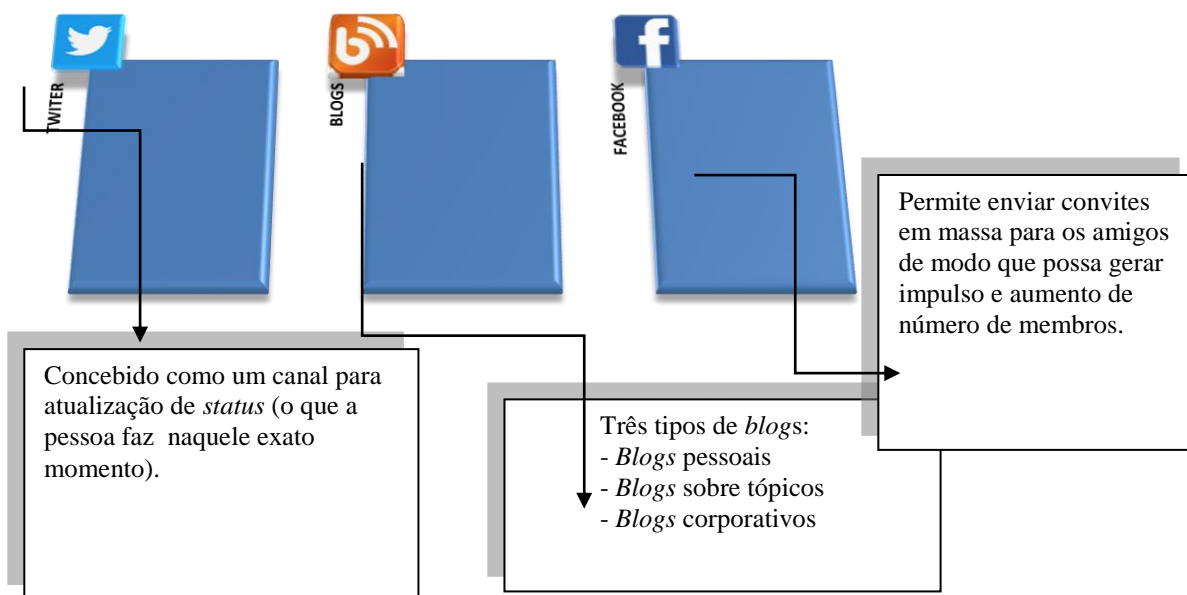 TWITER
BLOGS
FACEBOOK
Permite enviar convites
em massa para os amigos
de modo que possa gerar
impulso e aumento de
número de membros.
Concebido como um canal para
atualização de status (o que a
pessoa faz naquele exato
momento).
Três tipos de blogs:
- Blogs pessoais
- Blogs sobre tópicos
- Blogs corporativos